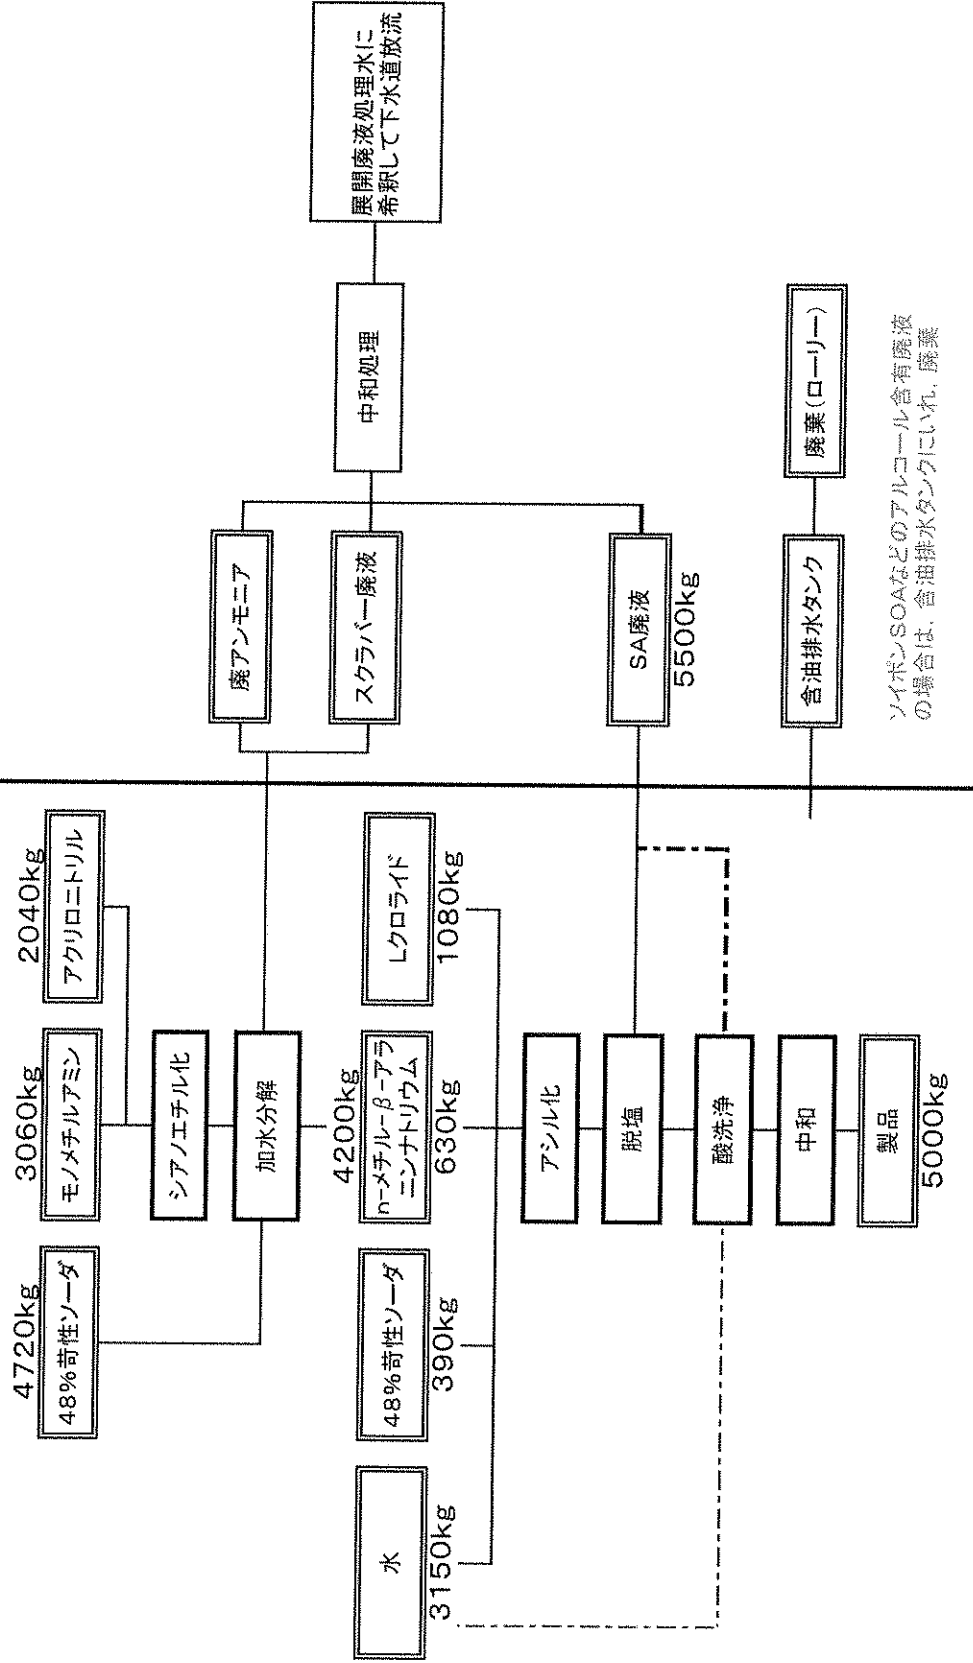 4720kg
48%苛性ソーダ
3060kg
モノメチルアミン
2040kg
アクリロニトリル
シアノエチル化
加水分解
4200kg
水
3150kg
48%苛性ソーダ
390kg
n-メチル-β-アラ
ニンナトリウム
630kg
Lクロライド
1080kg
アシル化
脱塩
酸洗浄
中和
製品
5000kg
廃アンモニア
スクラバー廃液
中和処理
展開廃液処理水に
希釈して下水道放流
SA廃液
5500kg
含油排水タンク
廃棄(ローリー)
ソイポンSOAなどのアルコール含有廃液
の場合は、含油排水タンクにいれ、廃棄